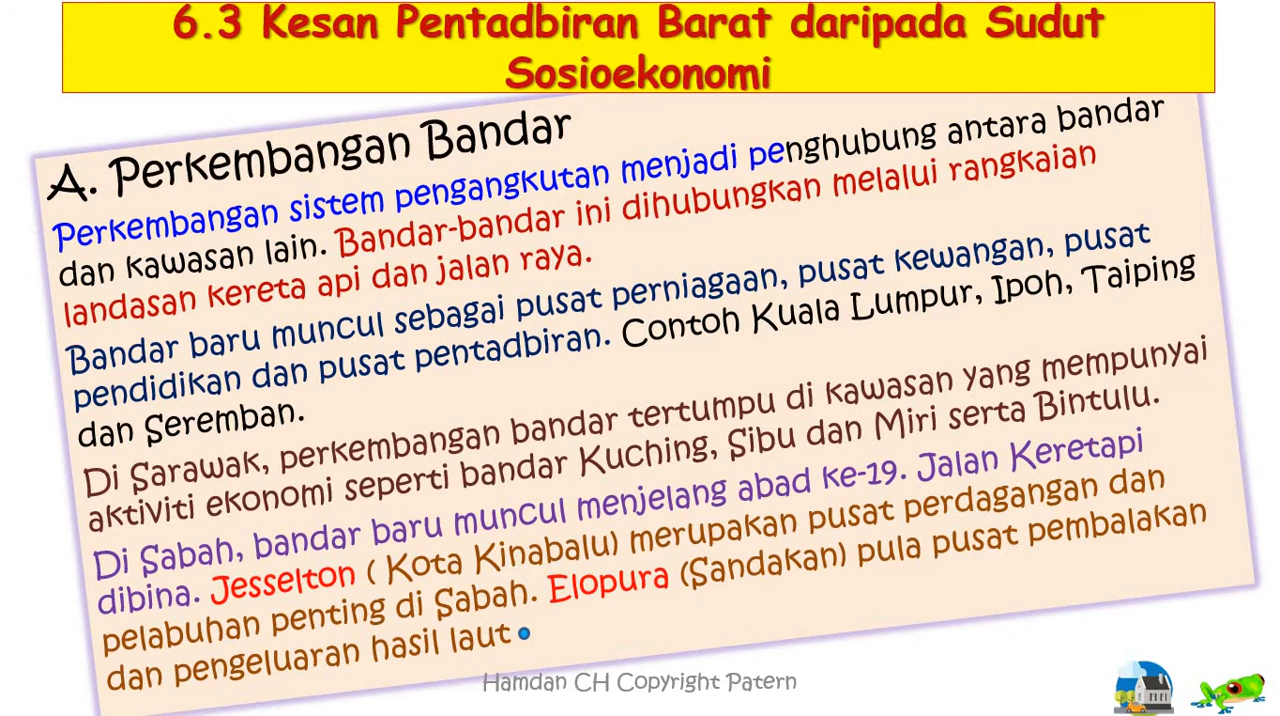 6.3 Kesan Pentadbiran Barat daripada Sudut
Sosioekonomi
A. Perkembangan Bandar
Perkembangan sistem pengangkutan menjadi penghubung antara bandar
dan kawasan lain. Bandar-bandar ini dihubungkan melalui rangkaian
landasan kereta api dan jalan raya.
Bandar baru muncul sebagai pusat perniagaan, pusat kewangan, pusat
pendidikan dan pusat pentadbiran. Contoh Kuala Lumpur, Ipoh, Taiping
dan Seremban.
Di Sarawak, perkembangan bandar tertumpu di kawasan yang mempunyai
aktiviti ekonomi seperti bandar Kuching, Sibu dan Miri serta Bintulu.
Di Sabah, bandar baru muncul menjelang abad ke-19. Jalan Keretapi
dibina. Jesselton ( Kota Kinabalu) merupakan pusat perdagangan dan
pelabuhan penting di Sabah. Elopura (Sandakan) pula pusat pembalakan
dan pengeluaran hasil laut
Hamdan CH Copyright Patern